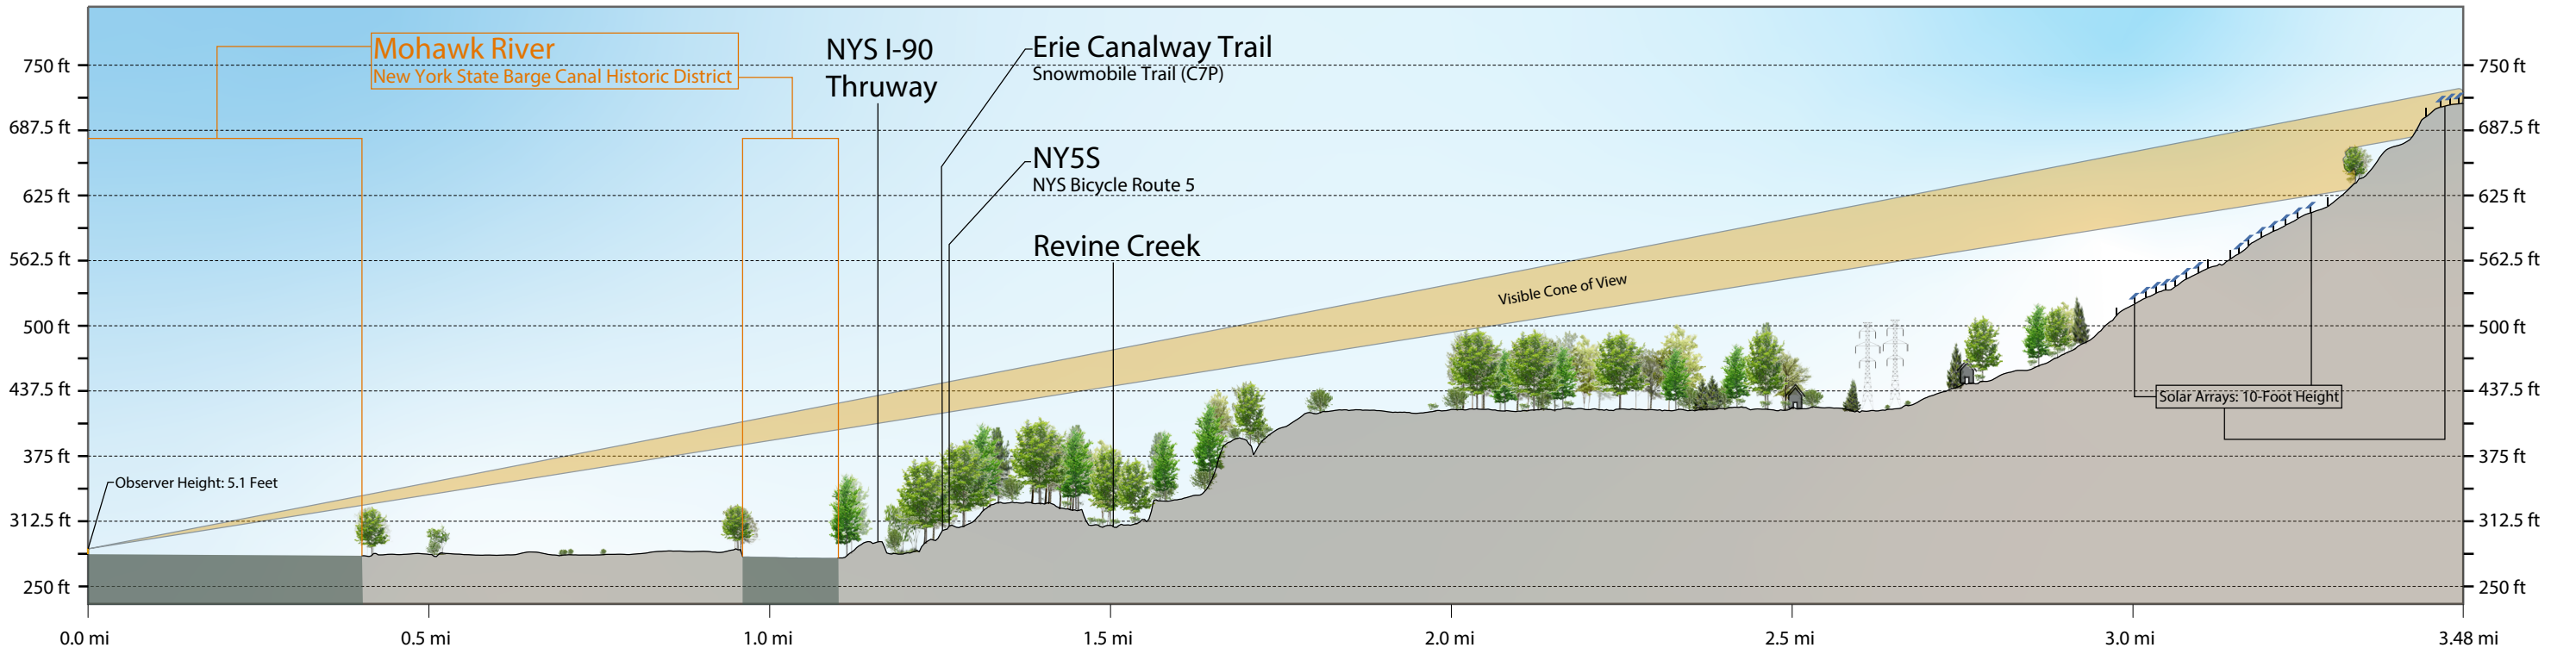 Mohawk River
New York State Barge Canal Historic District
NYS I-90
Thruway
Erie Canalway Trail
Snowmobile Trail (C7P)
NY5S
NYS Bicycle Route 5
Revine Creek
Visible Cone of View
Observer Height: 5.1 Feet
Solar Arrays: 10-Foot Height
750 ft
687.5 ft
625 ft
562.5 ft
500 ft
437.5 ft
375 ft
312.5 ft
250 ft
750 ft
687.5 ft
625 ft
562.5 ft
500 ft
437.5 ft
375 ft
312.5 ft
250 ft
0.0 mi
0.5 mi
1.0 mi
1.5 mi
2.0 mi
2.5 mi
3.0 mi
3.48 mi